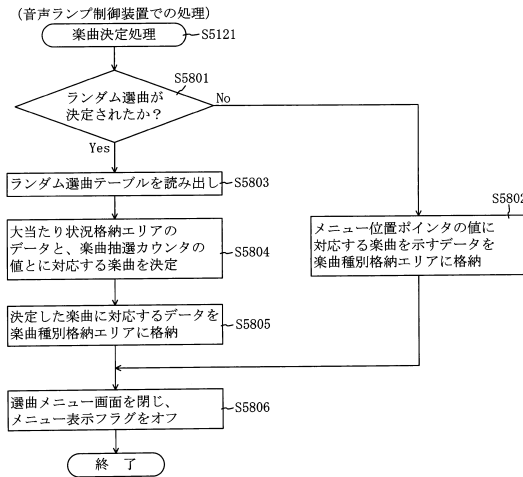 (音声ランプ制御装置での処理)
楽曲決定処理
S5121
ランダム選曲が
決定されたか？
S5801
No
Yes
ランダム選曲テーブルを読み出し
S5803
メニュー位置ポインタの値に
対応する楽曲を示すデータを
楽曲種別格納エリアに格納
S5802
大当たり状況格納エリアの
データと、楽曲抽選カウンタの
値とに対応する楽曲を決定
S5804
決定した楽曲に対応するデータを
楽曲種別格納エリアに格納
S5805
選曲メニュー画面を閉じ、
メニュー表示フラグをオフ
S5806
終 了